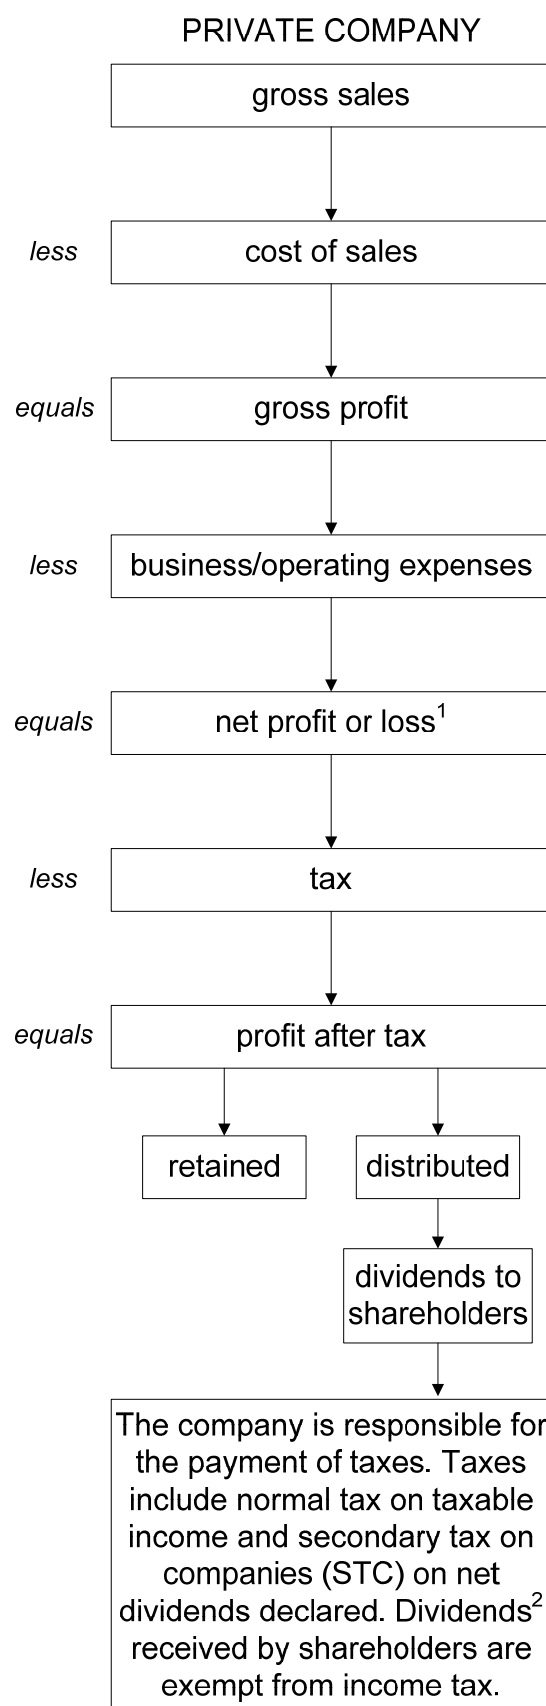 PRIVATE COMPANY
gross sales
less
cost of sales
equals
gross profit
less
business/operating expenses
equals
net profit or loss1
less
tax
equals
profit after tax
retained
distributed
dividends to
shareholders
The company is responsible for
the payment of taxes. Taxes
include normal tax on taxable
income and secondary tax on
companies (STC) on net
dividends declared. Dividends2
received by shareholders are
exempt from income tax.